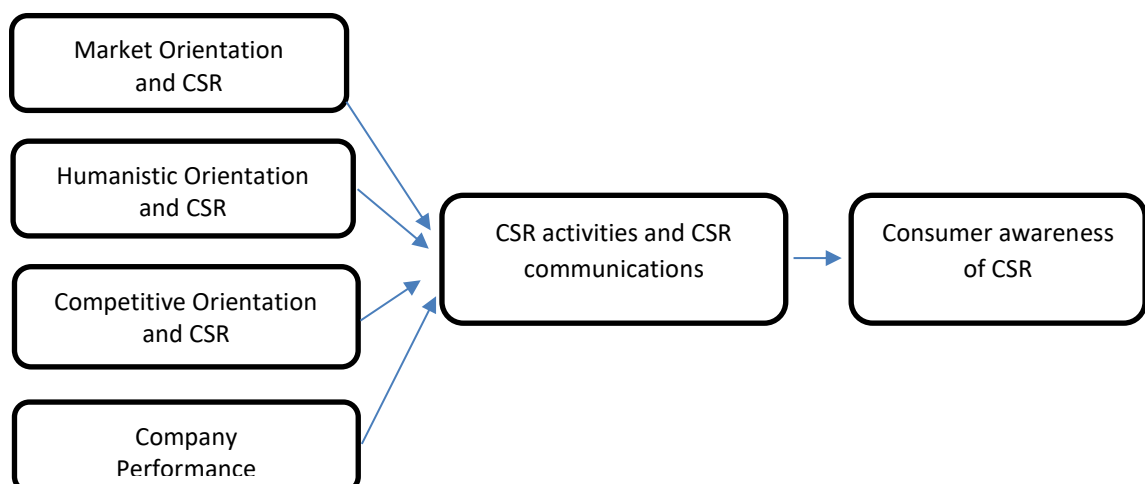 Market Orientation
and CSR
Humanistic Orientation
and CSR
Competitive Orientation
and CSR
Company
Performance
CSR activities and CSR
communications
Consumer awareness
of CSR